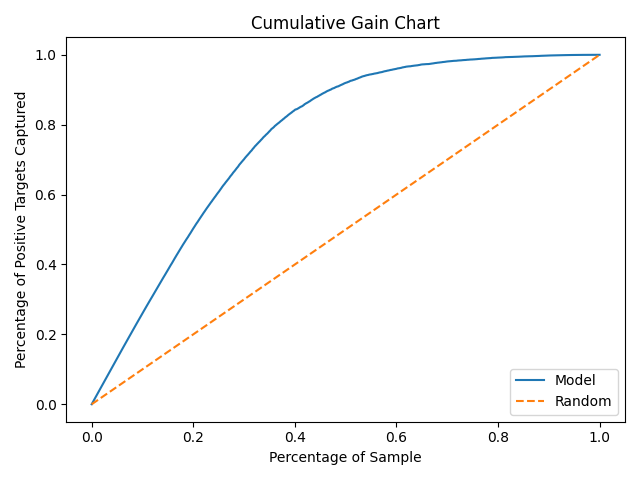 Cumulative Gain Chart
Percentage of Positive Targets Captured
1.0
0.8
0.6
0.4
0.2
0.0
0.0 0.2 0.4 0.6 0.8 1.0
Percentage of Sample
Model
Random